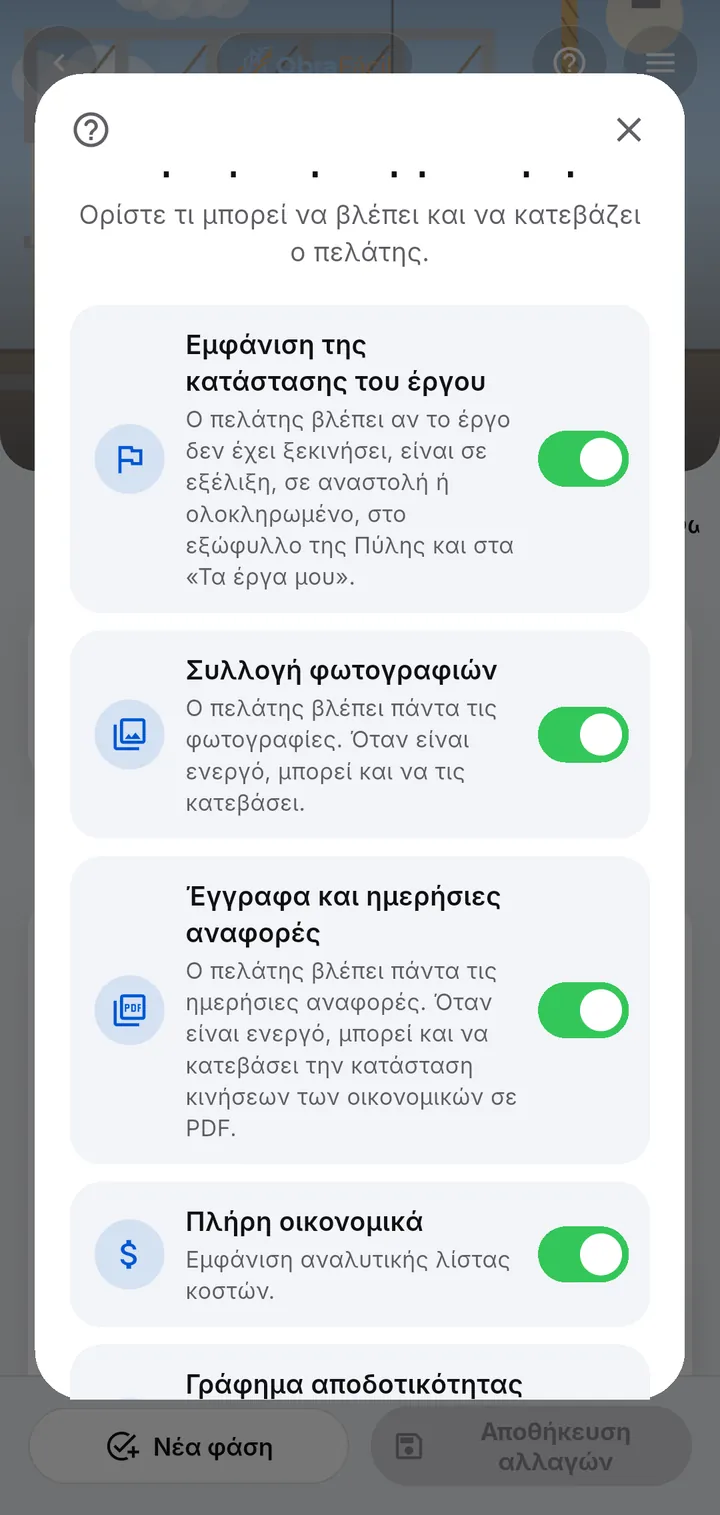 Ορίστε τι μπορεί να βλέπει και να κατεβάζει
ο πελάτης.
Εμφάνιση της
κατάστασης του έργου
Ο πελάτης βλέπει αν το έργο
δεν έχει ξεκινήσει, είναι σε
εξέλιξη, σε αναστολή ή
ολοκληρωμένο, στο
εξώφυλλο της Πύλης και στα
«Τα έργα μου».
Συλλογή φωτογραφιών
Ο πελάτης βλέπει πάντα τις
φωτογραφίες. Όταν είναι
ενεργό, μπορεί και να τις
κατεβάσει.
Έγγραφα και ημερήσιες
αναφορές
Ο πελάτης βλέπει πάντα τις
ημερήσιες αναφορές. Όταν
είναι ενεργό, μπορεί και να
κατεβάσει την κατάσταση
κινήσεων των οικονομικών σε
PDF.
PDF
Πλήρη οικονομικά
Εμφάνιση αναλυτικής λίστας
κοστών.
Γράφημα αποδοτικότητας
Νέα φάση
Αποθήκευση
αλλαγών